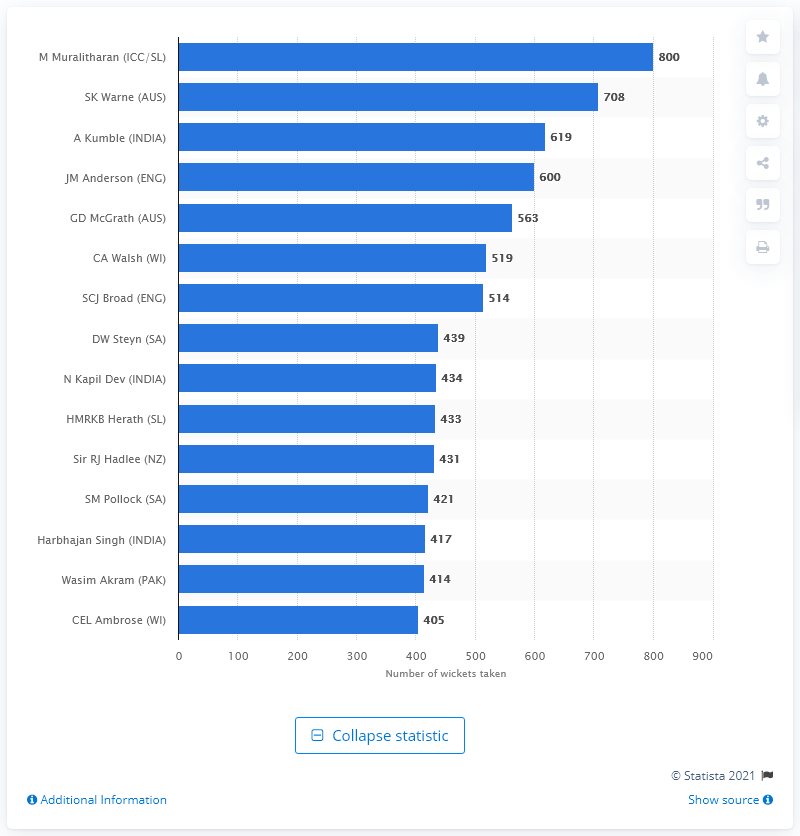 M Muralitharan (ICC/SL) 800
SK Warne (AUS) 708
A Kumble (INDIA) 619
JM Anderson (ENG) 600
GD McGrath (AUS) 563
CA Walsh (WI) 519
SCJ Broad (ENG) 514
DW Steyn (SA) 439
N Kapil Dev (INDIA) 434
HMRKB Herath (SL) 433
Sir RJ Hadlee (NZ) 431
SM Pollock (SA) 421
Harbhajan Singh (INDIA) 417
Wasim Akram (PAK) 414
CEL Ambrose (WI) 405
0 100 200 300 400 500 600 700 800 900
Number of wickets taken
Collapse statistic
© Statista 2021
Additional Information Show source